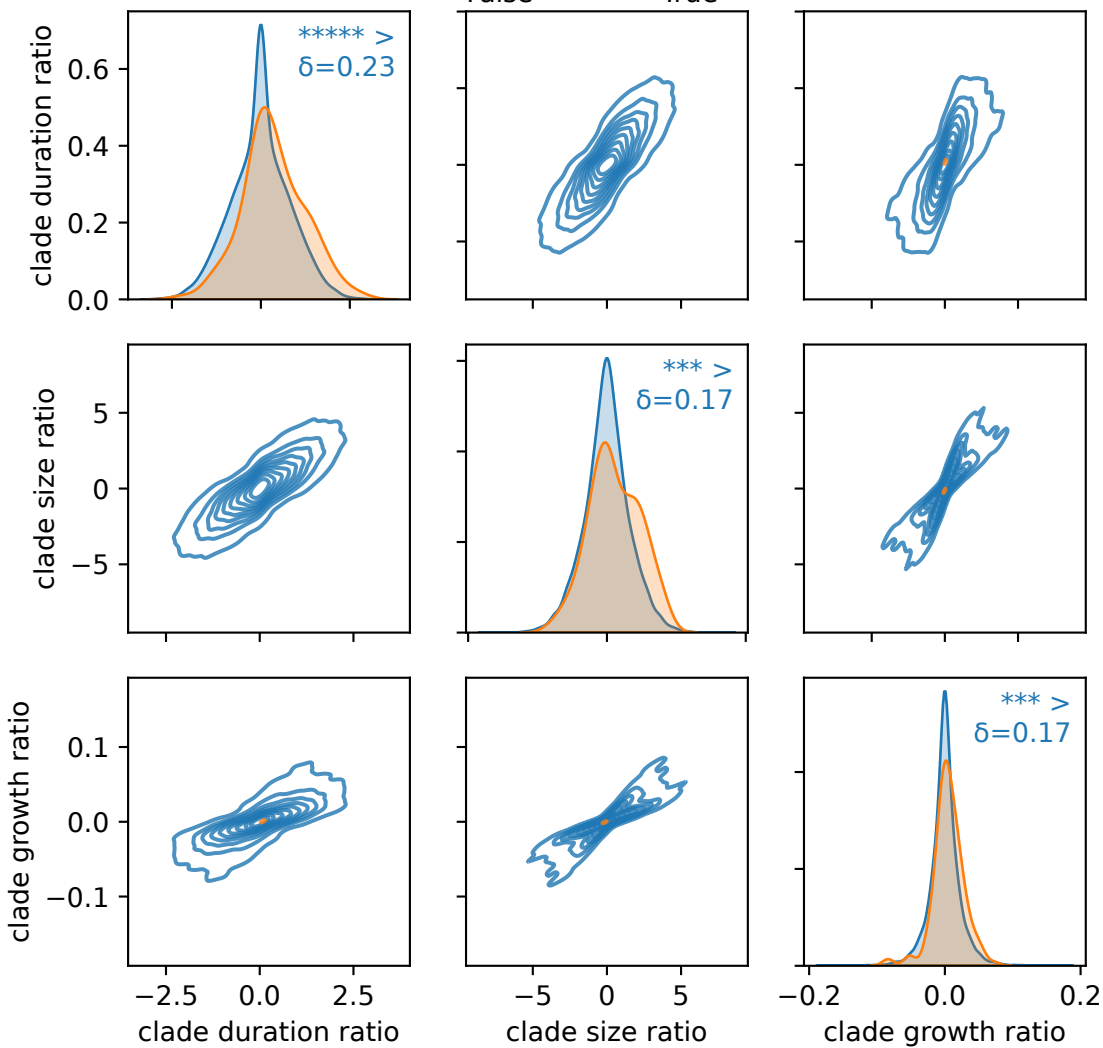 True
clade duration ratio
0.6
0.4
0.2
0.0
***** >
δ=0.23
clade size ratio
5
0
−5
*** >
δ=0.17
clade growth ratio
0.1
0.0
−0.1
*** >
δ=0.17
−2.5 0.0 2.5
−5 0 5
−0.2 0.0 0.2
clade duration ratio
clade size ratio
clade growth ratio